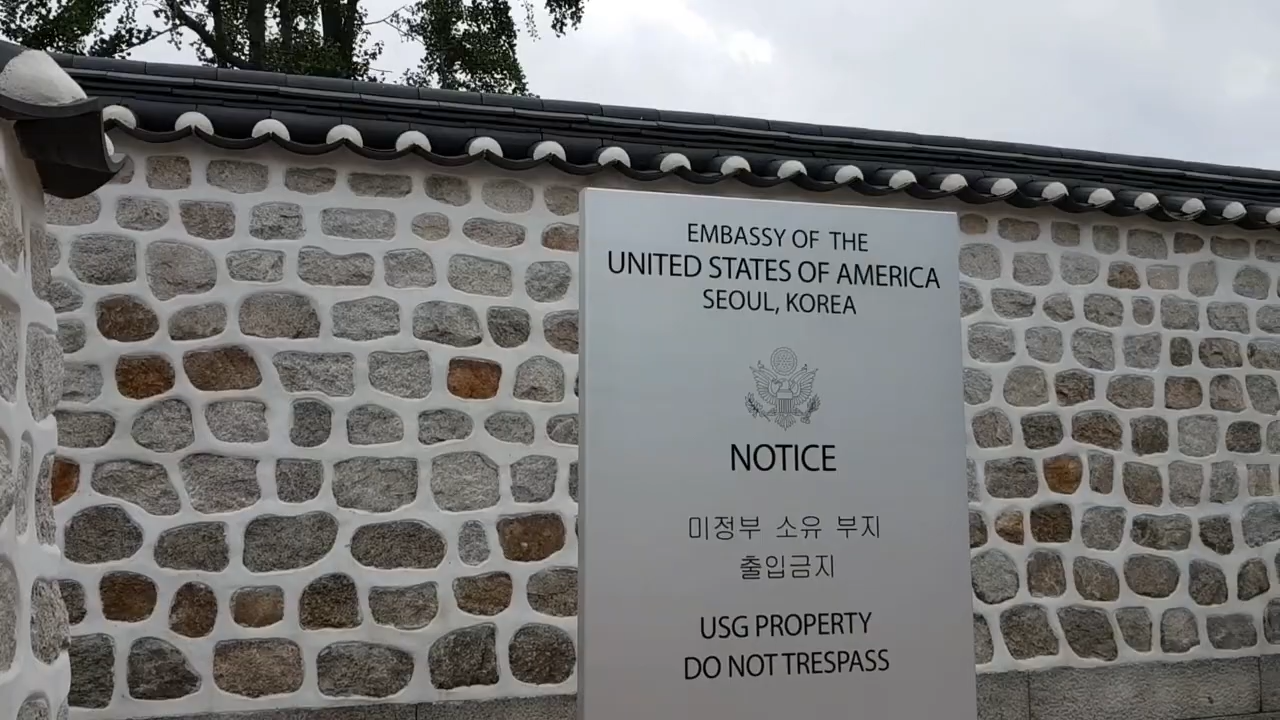 EMBASSY OF THE
UNITED STATES OF AMERICA
SEOUL, KOREA
NOTICE
미정부 소유 부지
출입금지
USG PROPERTY
DO NOT TRESPASS